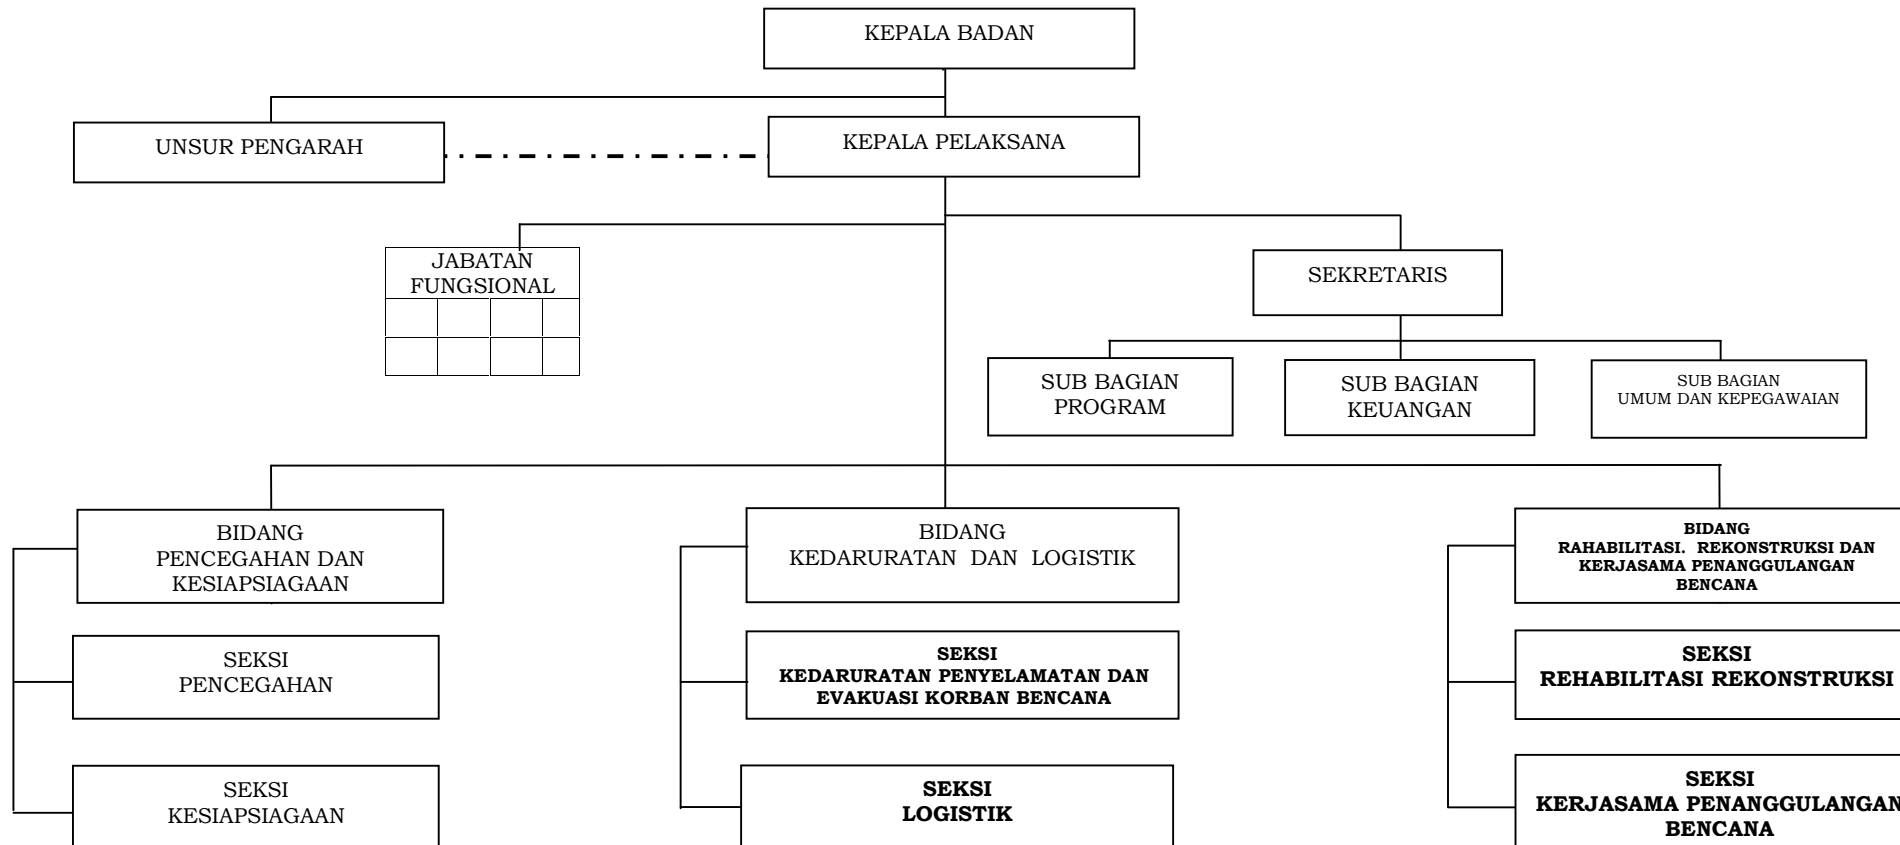 KEPALA BADAN
UNSUR PENGARAH
KEPALA PELAKSANA
JABATAN
FUNGSIONAL
SEKRETARIS
SUB BAGIAN
PROGRAM
SUB BAGIAN
KEUANGAN
SUB BAGIAN
UMUM DAN KEPEGAWAIAN
BIDANG
PENCEGAHAN DAN
KESIAPSIAGAAN
BIDANG
KEDARURATAN DAN LOGISTIK
BIDANG
RAHABILITASI. REKONSTRUKSI DAN
KERJASAMA PENANGGULANGAN
BENCANA
SEKSI
PENCEGAHAN
SEKSI
KEDARURATAN PENYELAMATAN DAN
EVAKUASI KORBAN BENCANA
SEKSI
REHABILITASI REKONSTRUKSI
SEKSI
KESIAPSIAGAAN
SEKSI
LOGISTIK
SEKSI
KERJASAMA PENANGGULANGAN
BENCANA